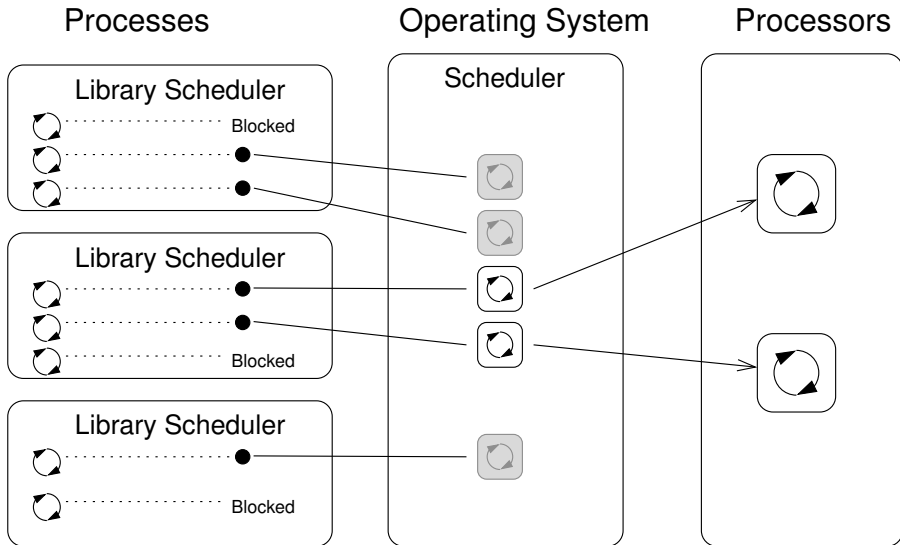 Processes
Operating System
Processors
Library Scheduler
Blocked
Scheduler
Library Scheduler
Blocked
Library Scheduler
Blocked